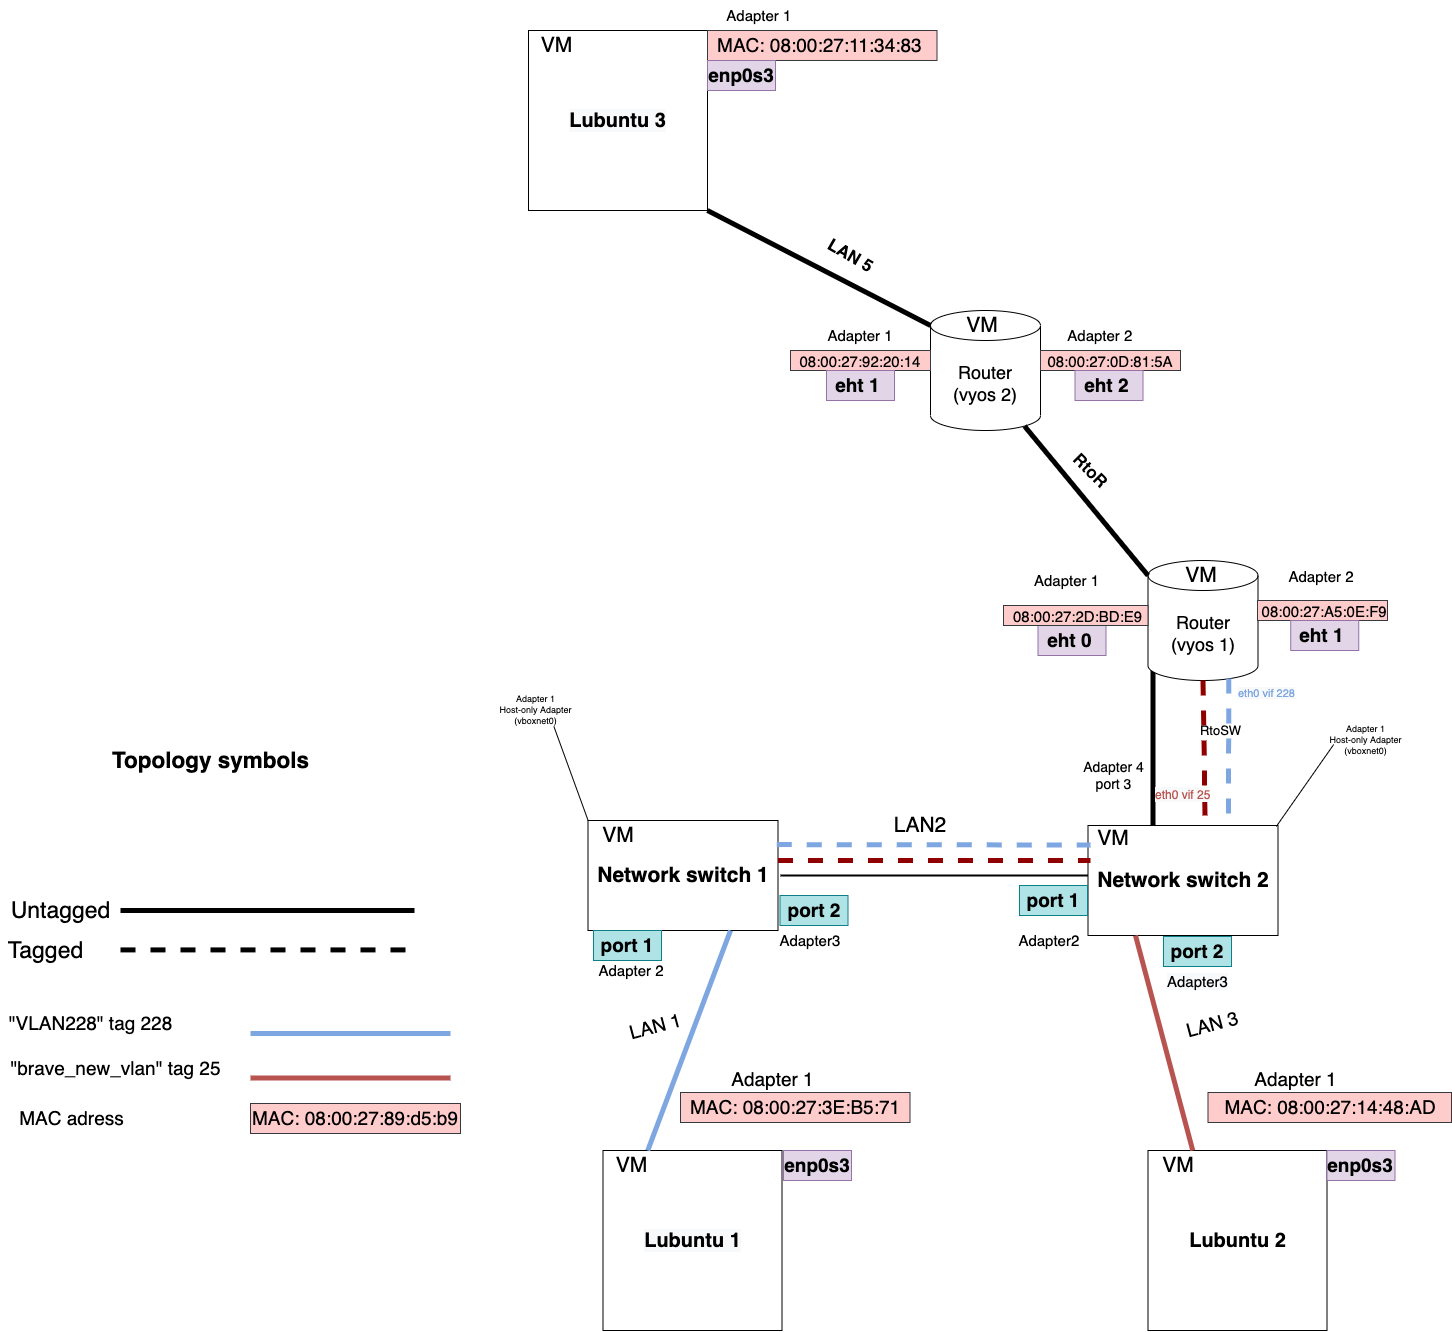 Adapter 1
VM
MAC: 08:00:27:11:34:83
enp0s3
Lubuntu 3
LAN 5
VM
Adapter 1
Adapter 2
08:00:27:92:20:14
08:00:27:0D:81:5A
Router
(vyos 2)
eht 1
eht 2
RtoR
VM
Adapter 1
Adapter 2
08:00:27:2D:BD:E9
08:00:27:A5:0E:F9
Router
(vyos 1)
eht 0
eht 1
eth0 vif 228
RtoSW
Adapter 4
port 3
eth0 vif 25
Adapter 1
Host-only Adapter
(vboxnet0)
Adapter 1
Host-only Adapter
(vboxnet0)
Topology symbols
VM
Network switch 1
LAN2
VM
Network switch 2
port 2
Adapter3
port 1
Adapter2
port 1
Adapter 2
port 2
Adapter3
Untagged
Tagged
"VLAN228" tag 228
"brave_new_vlan" tag 25
MAC adress
MAC: 08:00:27:89:d5:b9
LAN 1
LAN 3
Adapter 1
MAC: 08:00:27:3E:B5:71
Adapter 1
MAC: 08:00:27:14:48:AD
VM
enp0s3
Lubuntu 1
VM
enp0s3
Lubuntu 2